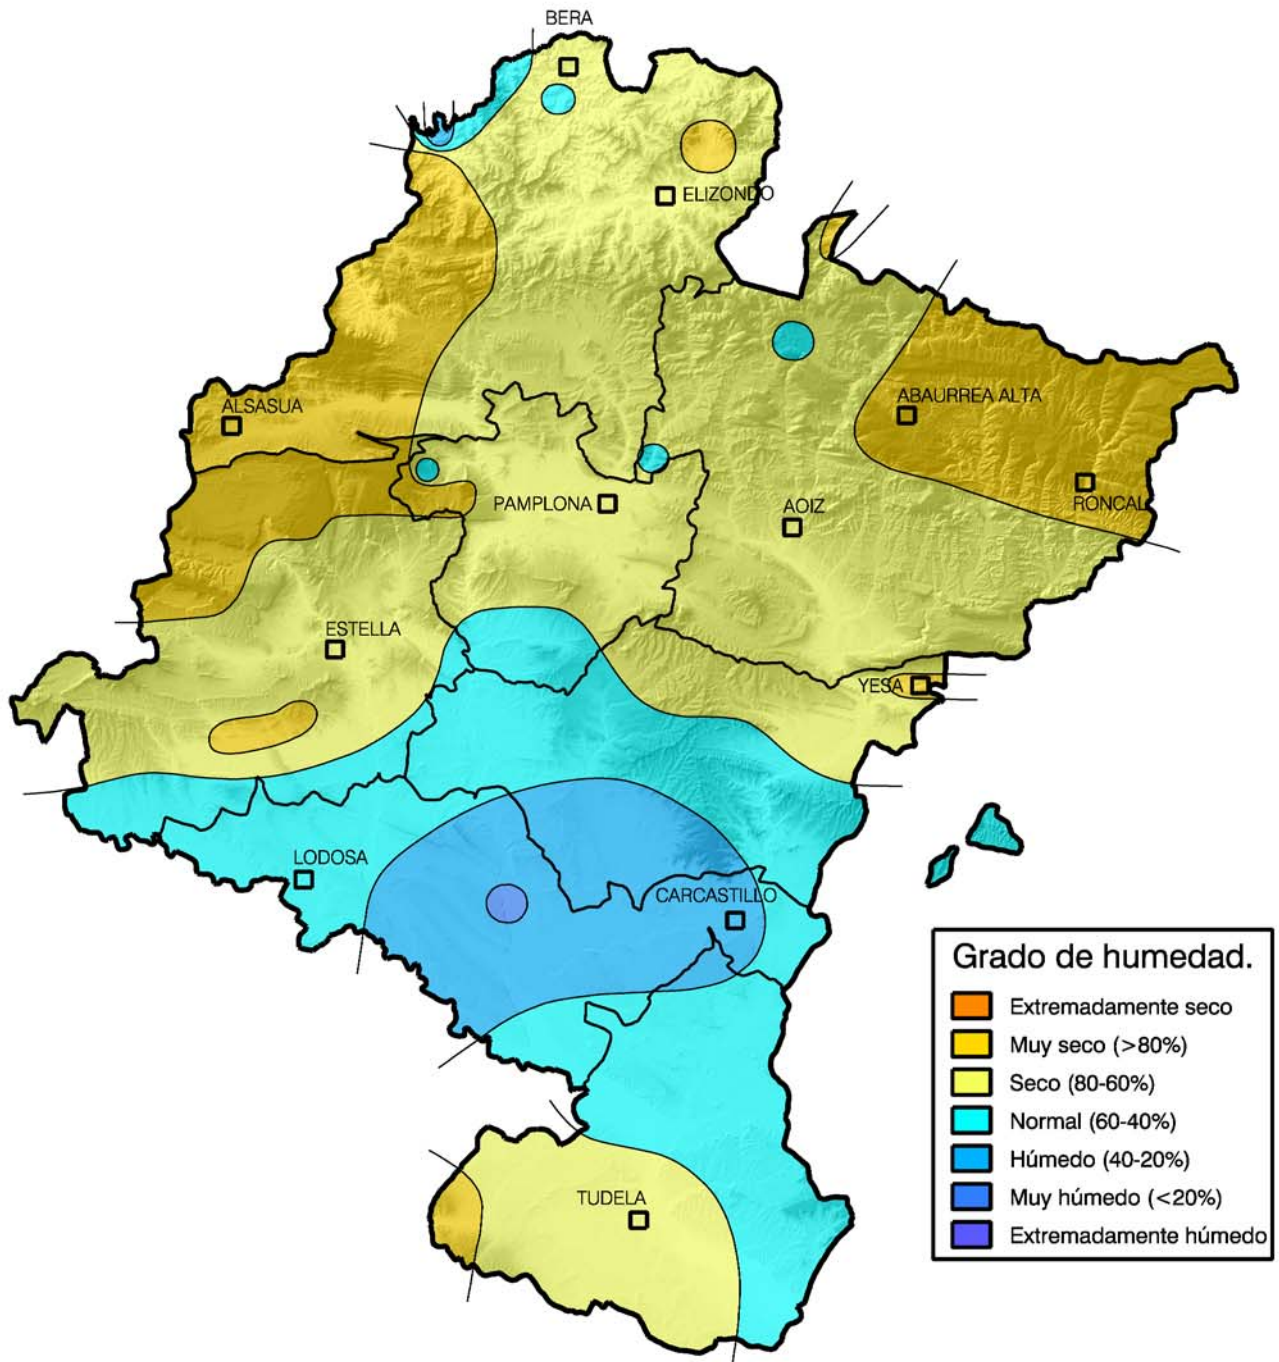 BERA
ELIZONDO
ALSASUA
ABAURREA ALTA
PAMPLONA
AOIZ
RONCAL
ESTELLA
YESA
LODOSA
CARCASTILLO
TUDELA
Grado de humedad.
Extremadamente seco
Muy seco (>80%)
Seco (80-60%)
Normal (60-40%)
Húmedo (40-20%)
Muy húmedo (<20%)
Extremadamente húmedo